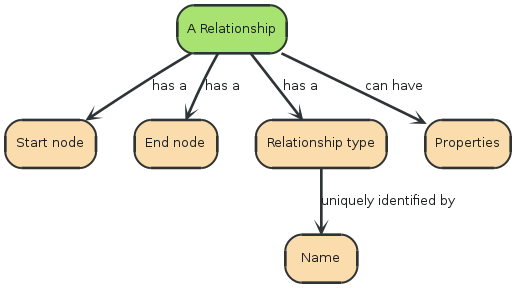 A Relationship
has a
has a
has a
can have
Start node
End node
Relationship type
Properties
uniquely identified by
Name